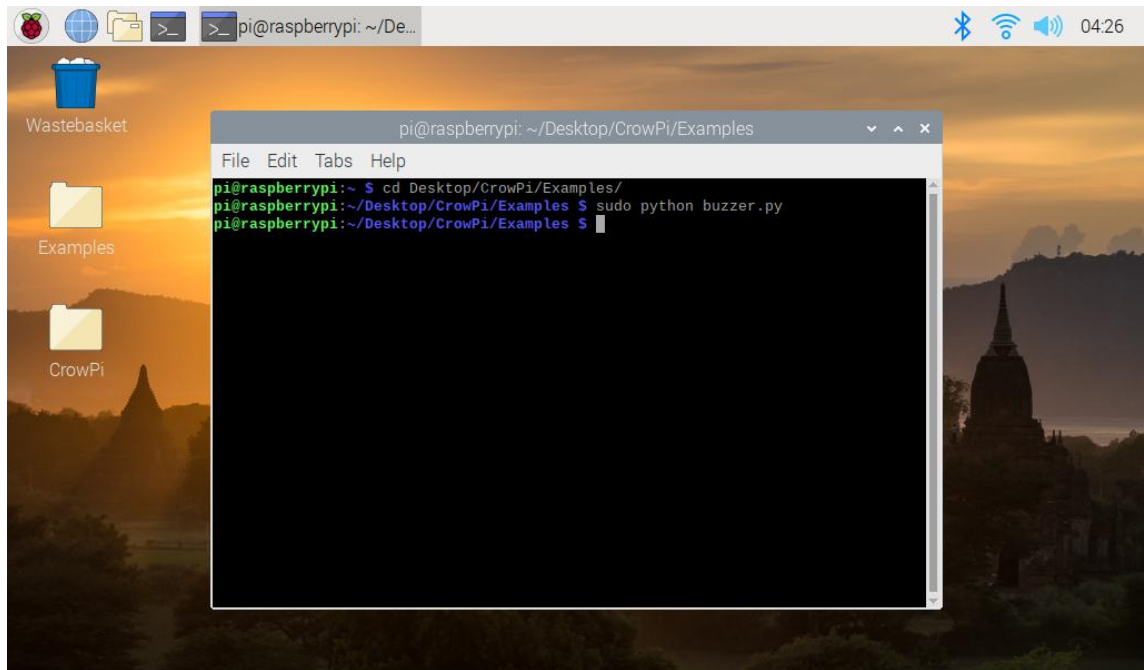 pi@raspberrypi: ~/De...
04:26
Wastebasket
Examples
CrowPi
pi@raspberrypi: ~/Desktop/CrowPi/Examples
File Edit Tabs Help
pi@raspberrypi:~ $ cd Desktop/CrowPi/Examples/
pi@raspberrypi:~/Desktop/CrowPi/Examples $ sudo python buzzer.py
pi@raspberrypi:~/Desktop/CrowPi/Examples $